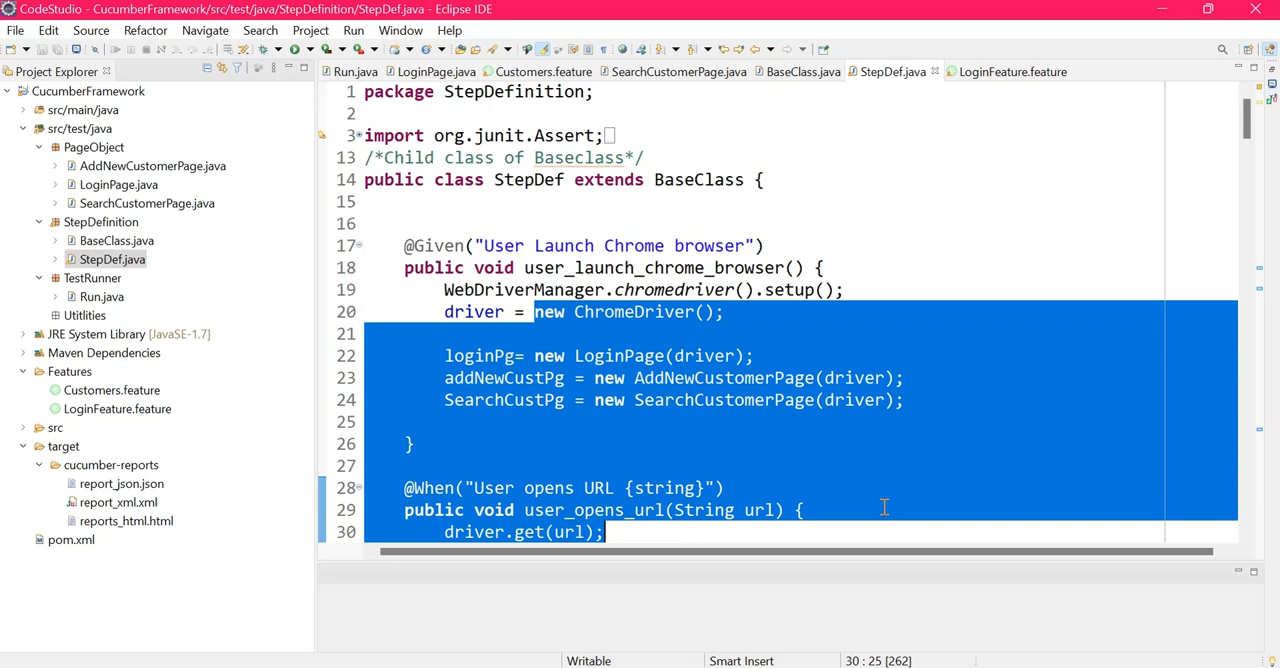 CodeStudio - CucumberFramework/src/test/java/StepDefinition/StepDef.java - Eclipse IDE
File Edit Source Refactor Navigate Search Project Run Window Help
Project Explorer
CucumberFramework
src/main/java
src/test/java
PageObject
AddNewCustomerPage.java
LoginPage.java
SearchCustomerPage.java
StepDefinition
BaseClass.java
StepDef.java
TestRunner
Run.java
Utitlities
JRE System Library [JavaSE-1.7]
Maven Dependencies
Features
Customers.feature
LoginFeature.feature
src
target
cucumber-reports
report_json.json
report_xml.xml
reports_html.html
pom.xml
Run.java LoginPage.java Customers.feature SearchCustomerPage.java BaseClass.java StepDef.java LoginFeature.feature
1 package StepDefinition;
2
3 import org.junit.Assert;
13 /*Child class of Baseclass*/
14 public class StepDef extends BaseClass {
15
16
17 @Given("User Launch Chrome browser")
18 public void user_launch_chrome_browser() {
19 WebDriverManager.chromedriver().setup();
20 driver = new ChromeDriver();
21
22 loginPg= new LoginPage(driver);
23 addNewCustPg = new AddNewCustomerPage(driver);
24 SearchCustPg = new SearchCustomerPage(driver);
25
26 }
27
28 @When("User opens URL {string}")
29 public void user_opens_url(String url) {
30 driver.get(url);
Writable Smart Insert 30 : 25 [262]